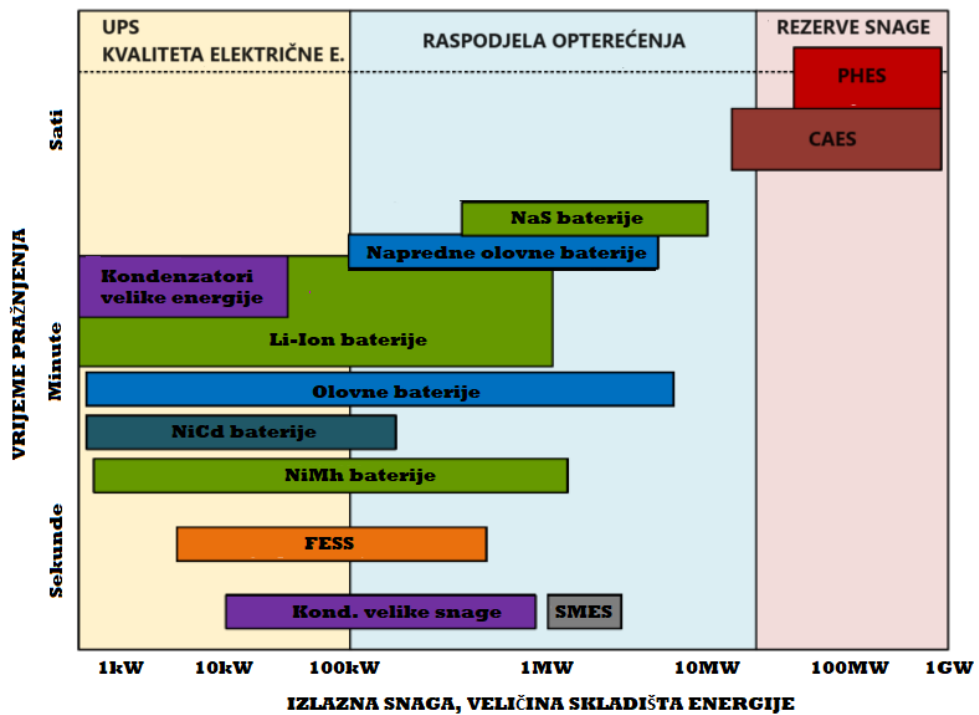 UPS
KVALITETA ELEKTRIČNE E.
RASPODJELA OPTEREĆENJA
REZERVE SNAGE
PHES
CAES
NaS baterije
Napredne olovne baterije
Kondenzatori
velike energije
Li-Ion baterije
Olovne baterije
NiCd baterije
NiMh baterije
FESS
Kond. velike snage
SMES
VRIJEME PRAŽNJENJA
Sati
Minute
Sekunde
1kW 10kW 100kW 1MW 10MW 100MW 1GW
IZLAZNA SNAGA, VELIČINA SKLADIŠTA ENERGIJE